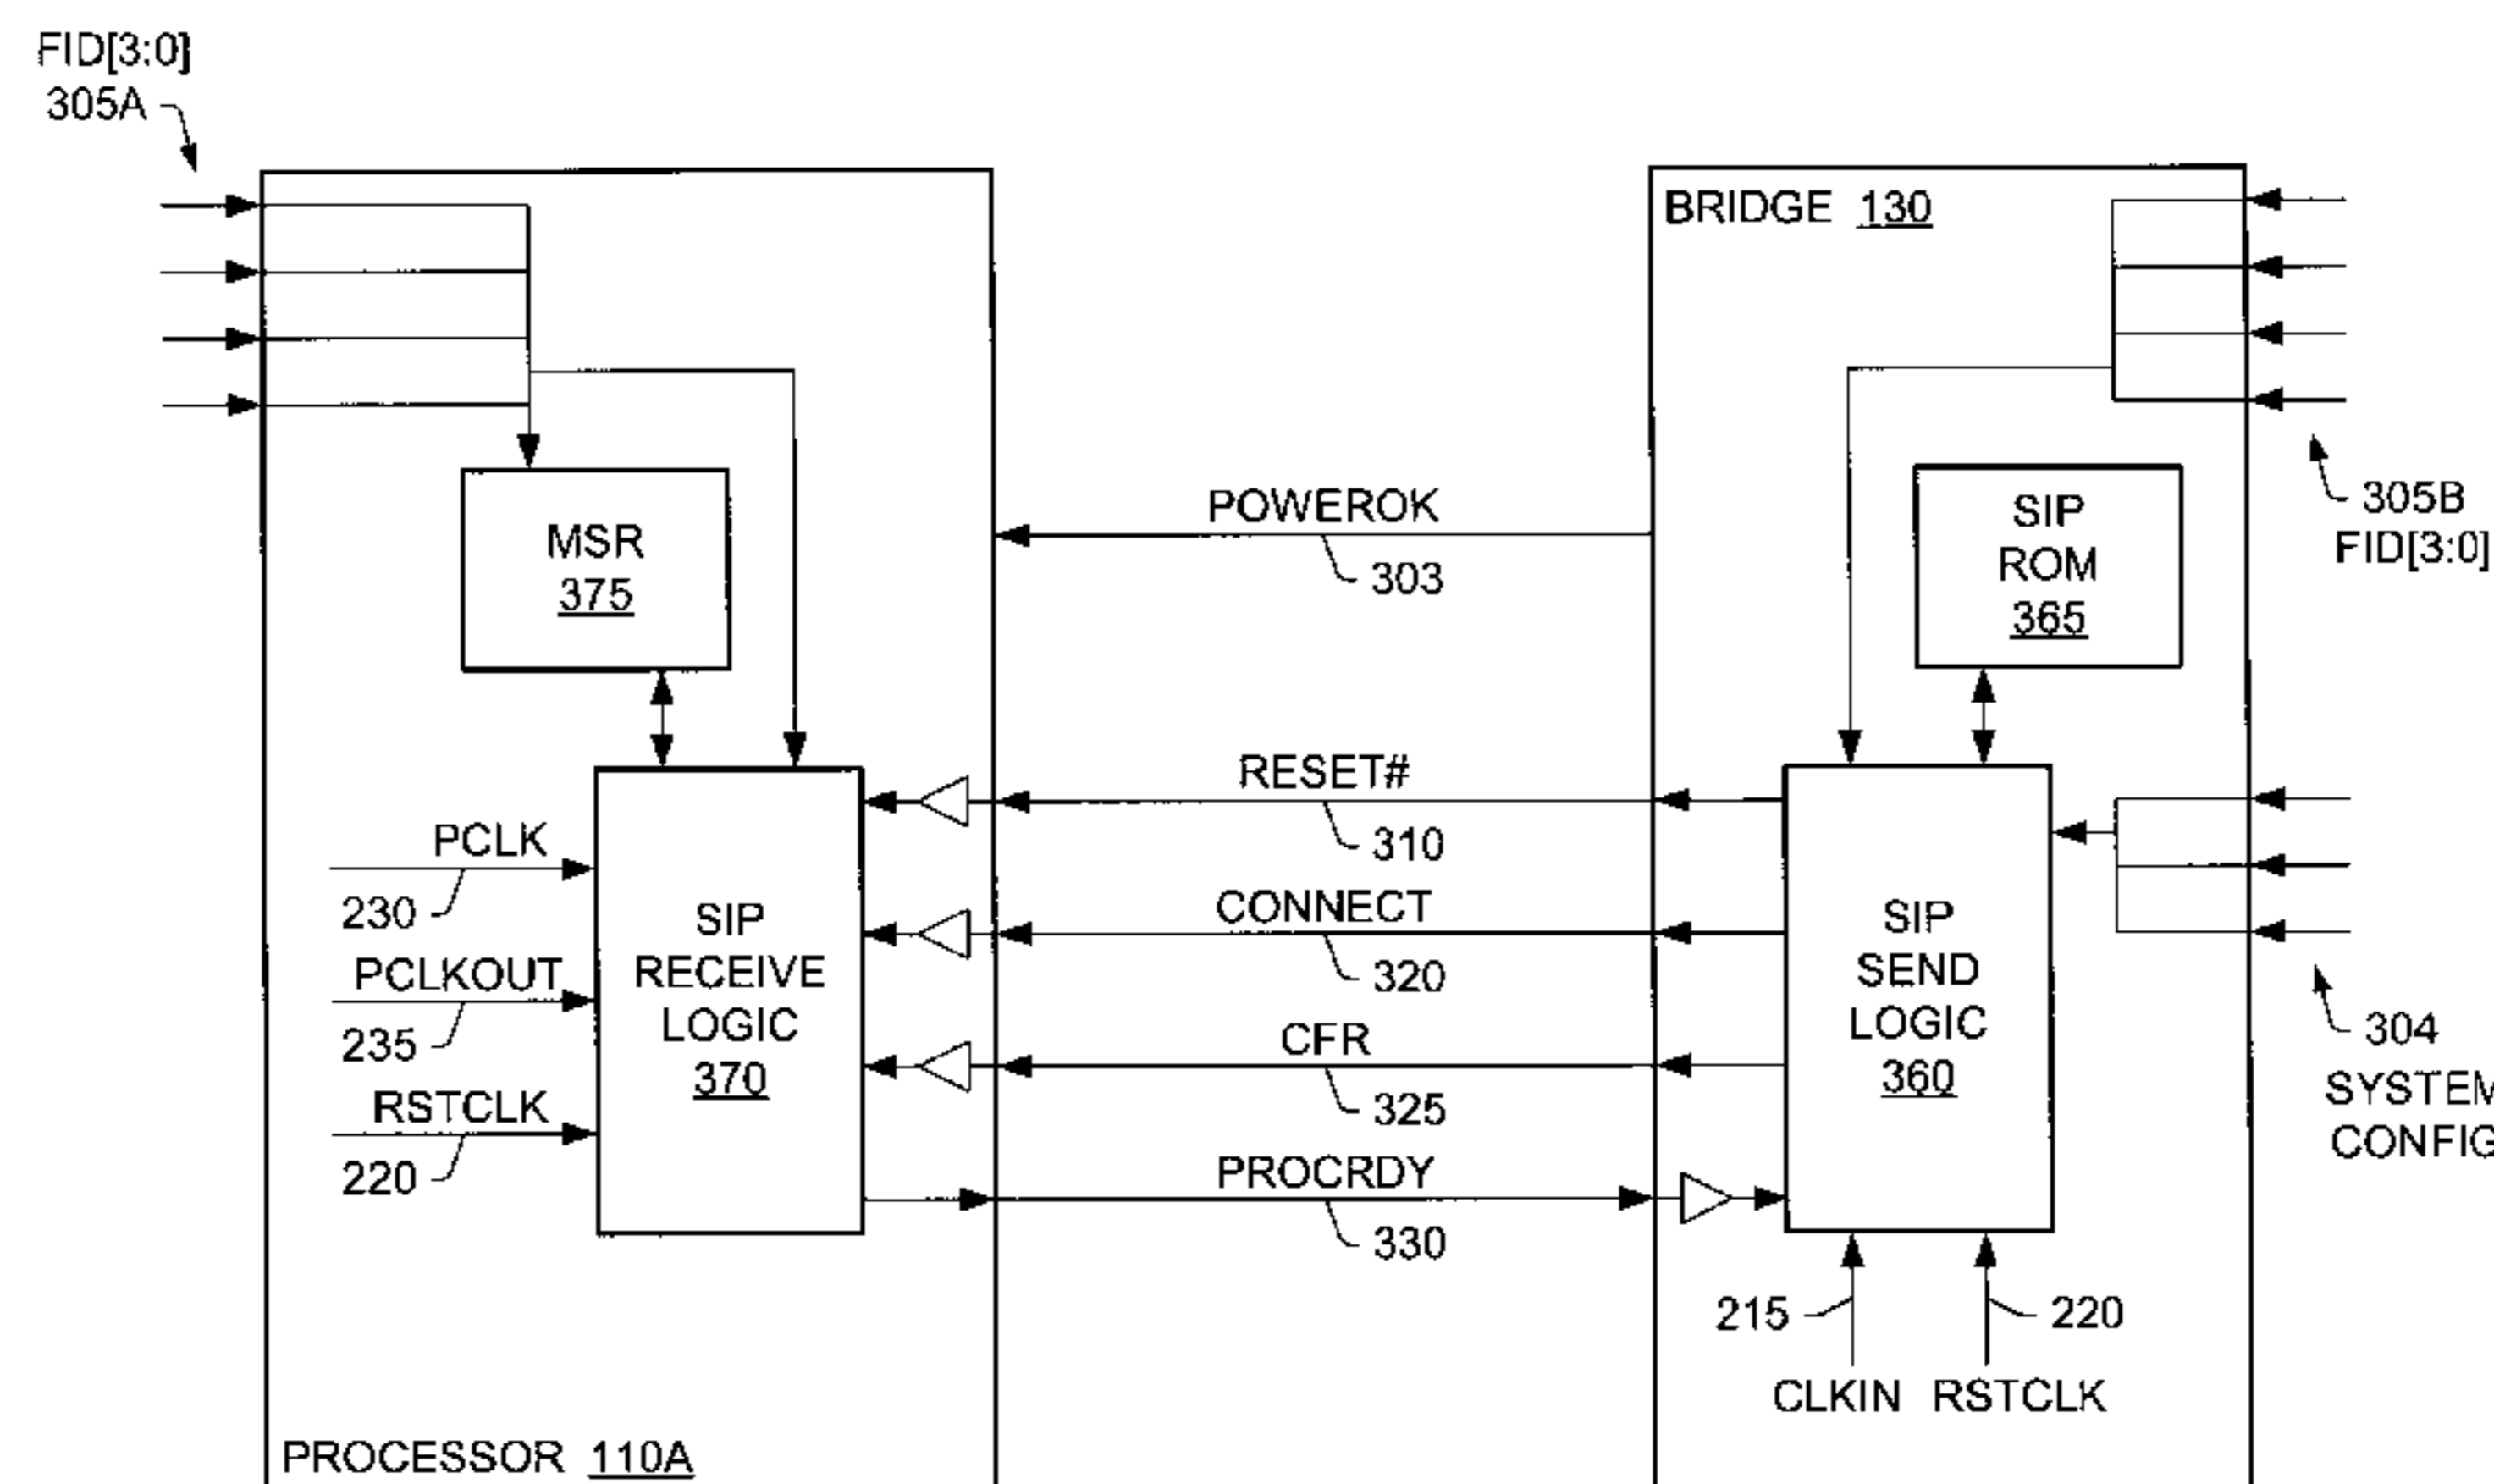 FID[3:0]
305A
BRIDGE 130
POWEROK
303
305B
FID[3:0]
MSR
375
SIP
ROM
365
RESET#
310
PCLK
230
CONNECT
320
SIP
RECEIVE
LOGIC
370
SIP
SEND
LOGIC
360
PCLKOUT
235
CFR
325
304
SYSTEM
CONFIG
RSTCLK
220
PROCRDY
330
215
220
CLKIN
RSTCLK
PROCESSOR 110A